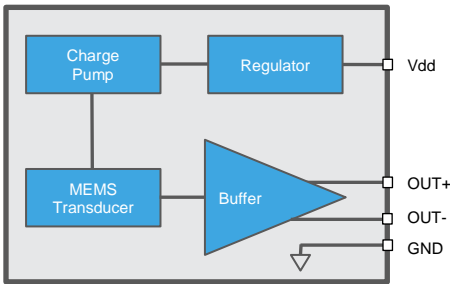 Charge
Pump
Regulator
Vdd
MEMS
Transducer
Buffer
OUT+
OUT-
GND